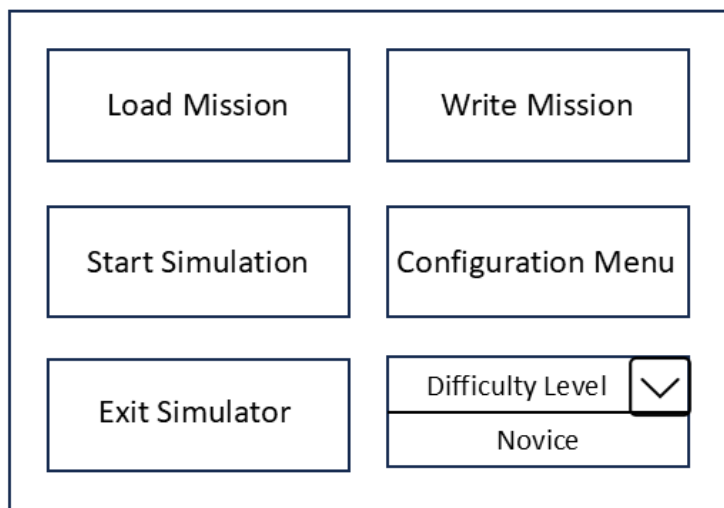 Load Mission
Write Mission
Start Simulation
Configuration Menu
Exit Simulator
Difficulty Level
Novice